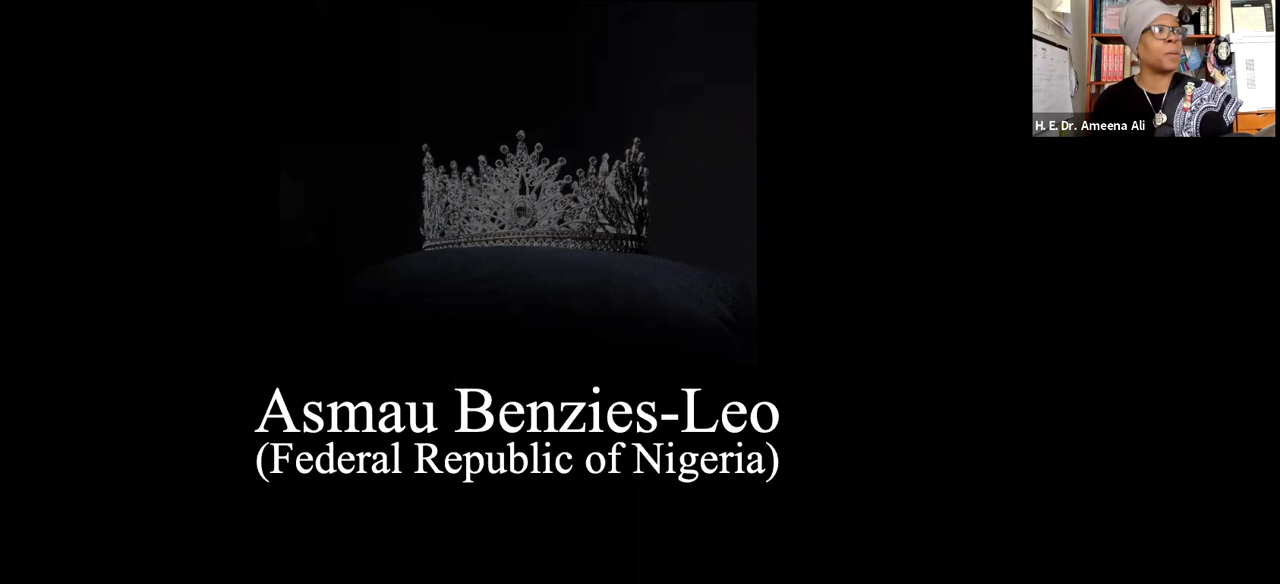 Asmau Benzies-Leo
(Federal Republic of Nigeria)
H. E. Dr. Ameena Ali